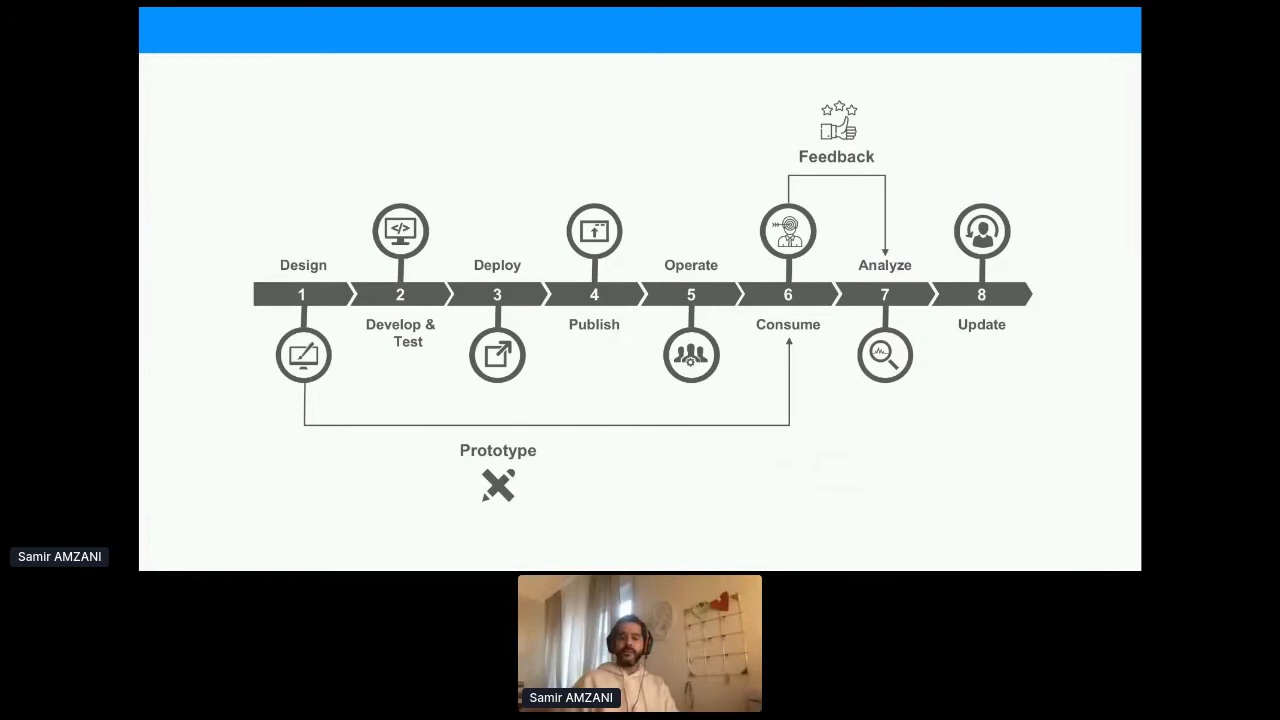 Feedback
Design
Deploy
Operate
Analyze
1 2 3 4 5 6 7 8
Develop &
Test
Publish
Consume
Update
Prototype
Samir AMZANI
Samir AMZANI